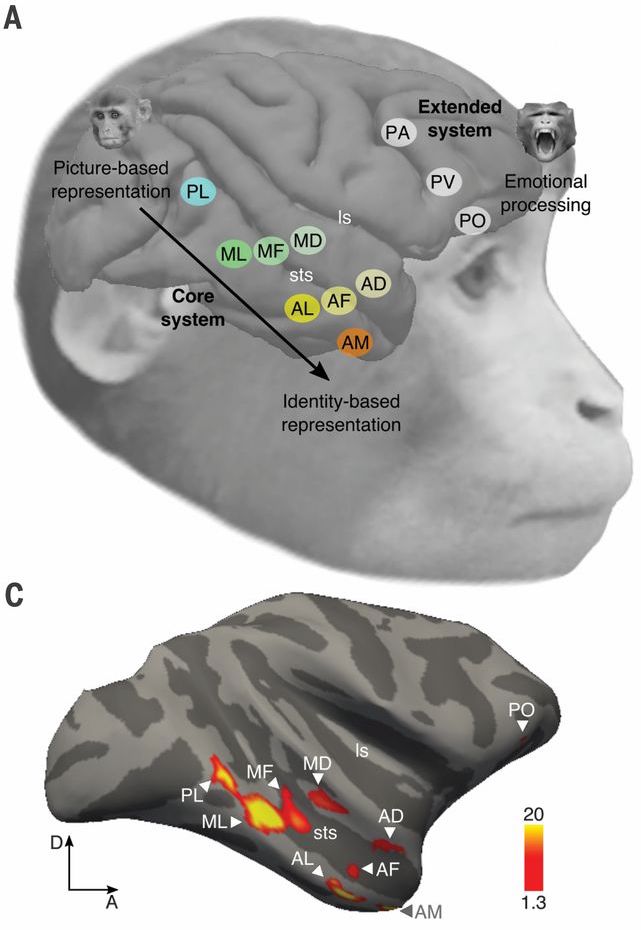 A
Extended
system
PA
Picture-based
representation
PL
PV
Emotional
processing
PO
ls
MD
ML
MF
sts
Core
system
AD
AF
AL
AM
Identity-based
representation
C
PO
ls
MD
MF
PL
ML
sts
AD
AL
AF
AM
D
A
20
1.3